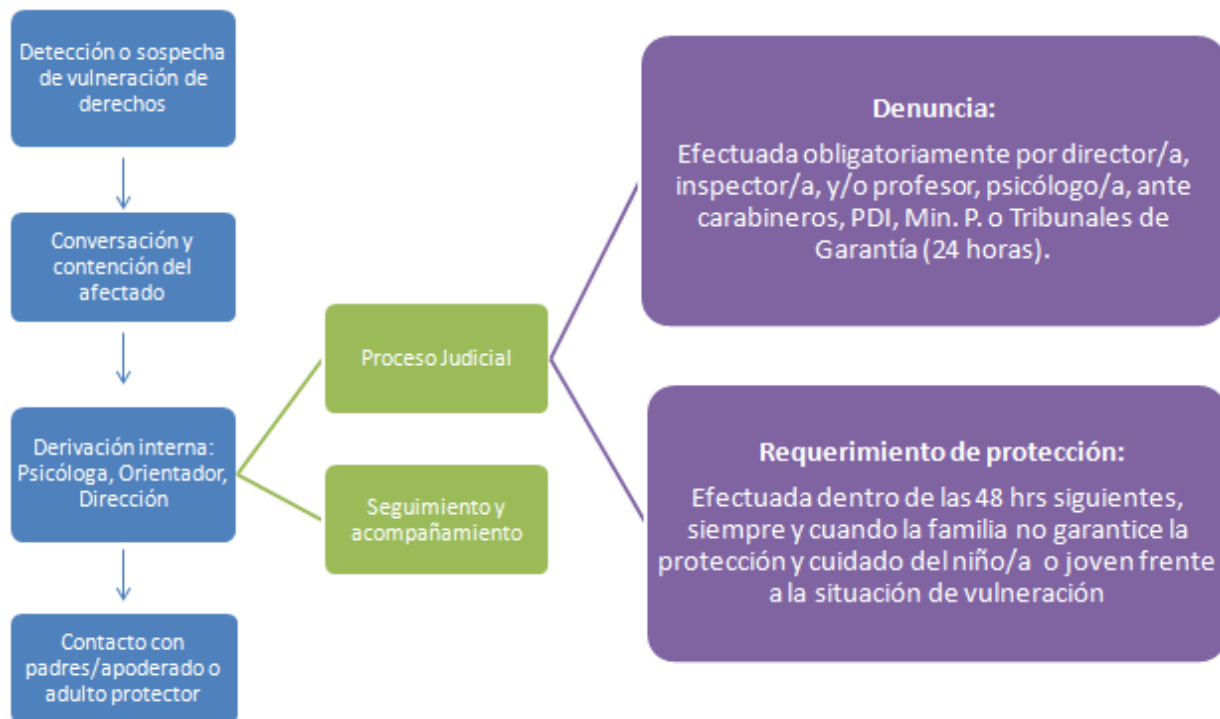 Detección o sospecha
de vulneración de
derechos
Conversación y
contención del
afectado
Derivación interna:
Psicóloga, Orientador,
Dirección
Contacto con
padres/apoderado o
adulto protector
Proceso Judicial
Seguimiento y
acompañamiento
Denuncia:
Efectuada obligatoriamente por director/a,
inspector/a, y/o profesor, psicólogo/a, ante
carabineros, PDI, Min. P. o Tribunales de
Garantía (24 horas).
Requerimiento de protección:
Efectuada dentro de las 48 hrs siguientes,
siempre y cuando la familia no garantice la
protección y cuidado del niño/a o joven frente
a la situación de vulneración